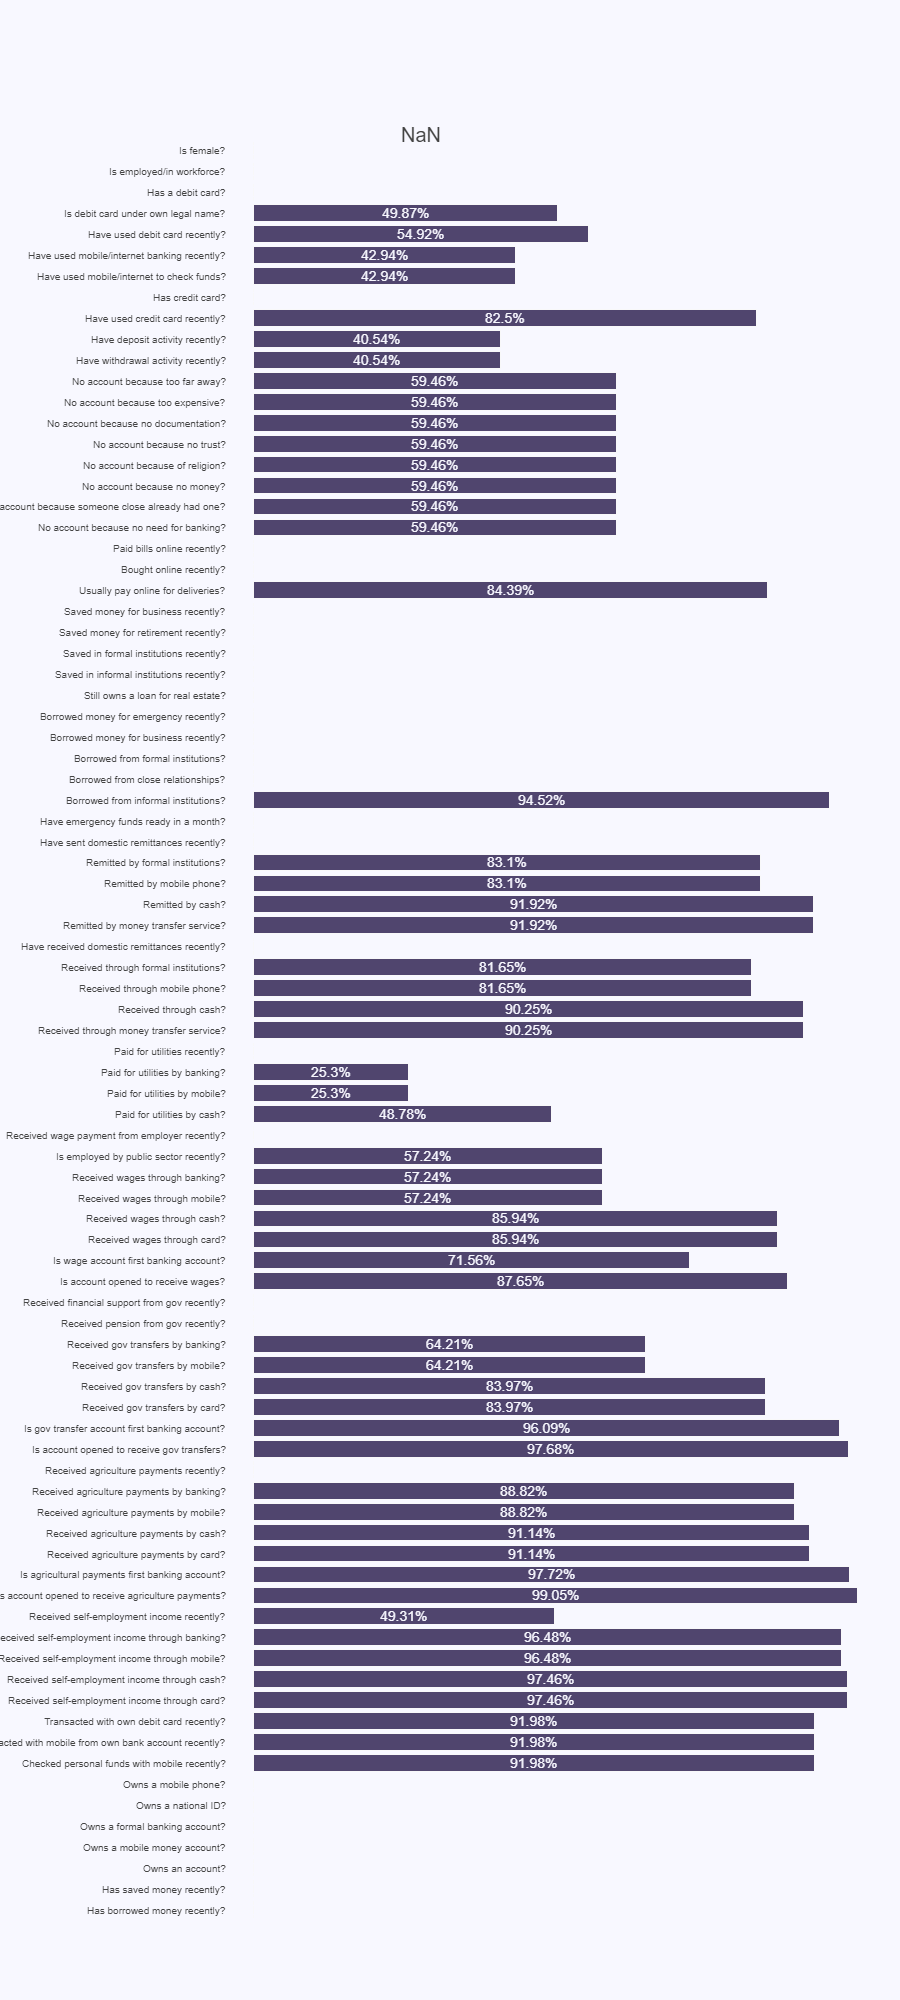 NaN
Is female?
Is employed/in workforce?
Has a debit card?
Is debit card under own legal name? 49.87%
Have used debit card recently? 54.92%
Have used mobile/internet banking recently? 42.94%
Have used mobile/internet to check funds? 42.94%
Has credit card?
Have used credit card recently? 82.5%
Have deposit activity recently? 40.54%
Have withdrawal activity recently? 40.54%
No account because too far away? 59.46%
No account because too expensive? 59.46%
No account because no documentation? 59.46%
No account because no trust? 59.46%
No account because of religion? 59.46%
No account because no money? 59.46%
account because someone close already had one? 59.46%
No account because no need for banking? 59.46%
Paid bills online recently?
Bought online recently?
Usually pay online for deliveries? 84.39%
Saved money for business recently?
Saved money for retirement recently?
Saved in formal institutions recently?
Saved in informal institutions recently?
Still owns a loan for real estate?
Borrowed money for emergency recently?
Borrowed money for business recently?
Borrowed from formal institutions?
Borrowed from close relationships?
Borrowed from informal institutions? 94.52%
Have emergency funds ready in a month?
Have sent domestic remittances recently?
Remitted by formal institutions? 83.1%
Remitted by mobile phone? 83.1%
Remitted by cash? 91.92%
Remitted by money transfer service? 91.92%
Have received domestic remittances recently?
Received through formal institutions? 81.65%
Received through mobile phone? 81.65%
Received through cash? 90.25%
Received through money transfer service? 90.25%
Paid for utilities recently?
Paid for utilities by banking? 25.3%
Paid for utilities by mobile? 25.3%
Paid for utilities by cash? 48.78%
Received wage payment from employer recently?
Is employed by public sector recently? 57.24%
Received wages through banking? 57.24%
Received wages through mobile? 57.24%
Received wages through cash? 85.94%
Received wages through card? 85.94%
Is wage account first banking account? 71.56%
Is account opened to receive wages? 87.65%
Received financial support from gov recently?
Received pension from gov recently?
Received gov transfers by banking? 64.21%
Received gov transfers by mobile? 64.21%
Received gov transfers by cash? 83.97%
Received gov transfers by card? 83.97%
Is gov transfer account first banking account? 96.09%
Is account opened to receive gov transfers? 97.68%
Received agriculture payments recently?
Received agriculture payments by banking? 88.82%
Received agriculture payments by mobile? 88.82%
Received agriculture payments by cash? 91.14%
Received agriculture payments by card? 91.14%
Is agricultural payments first banking account? 97.72%
s account opened to receive agriculture payments? 99.05%
Received self-employment income recently? 49.31%
eceived self-employment income through banking? 96.48%
Received self-employment income through mobile? 96.48%
Received self-employment income through cash? 97.46%
Received self-employment income through card? 97.46%
Transacted with own debit card recently? 91.98%
acted with mobile from own bank account recently? 91.98%
Checked personal funds with mobile recently? 91.98%
Owns a mobile phone?
Owns a national ID?
Owns a formal banking account?
Owns a mobile money account?
Owns an account?
Has saved money recently?
Has borrowed money recently?